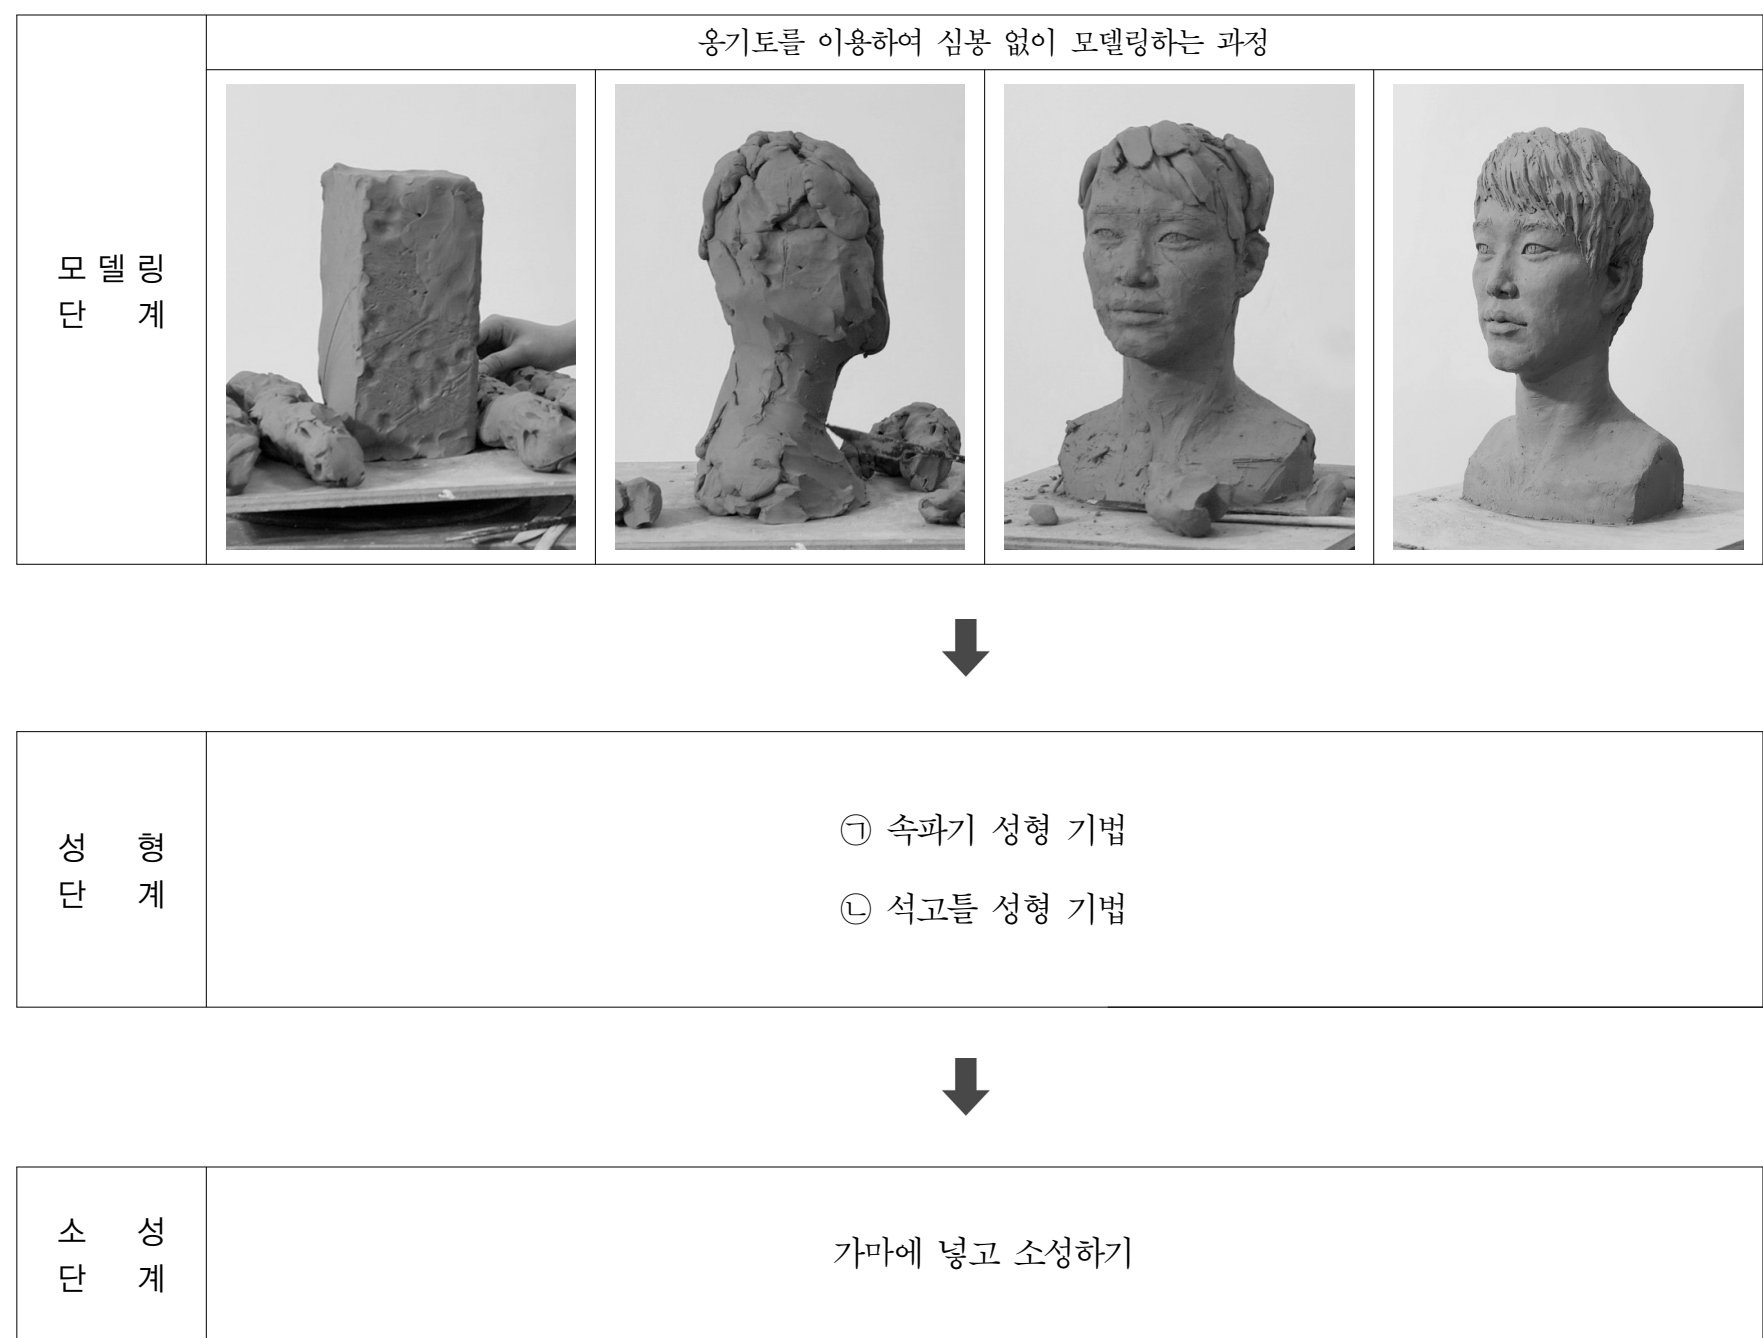 옹기토를 이용하여 심봉 없이 모델링하는 과정
모델링
단 계
성 형
단 계
㉠ 속파기 성형 기법
㉡ 석고틀 성형 기법
소 성
단 계
가마에 넣고 소성하기